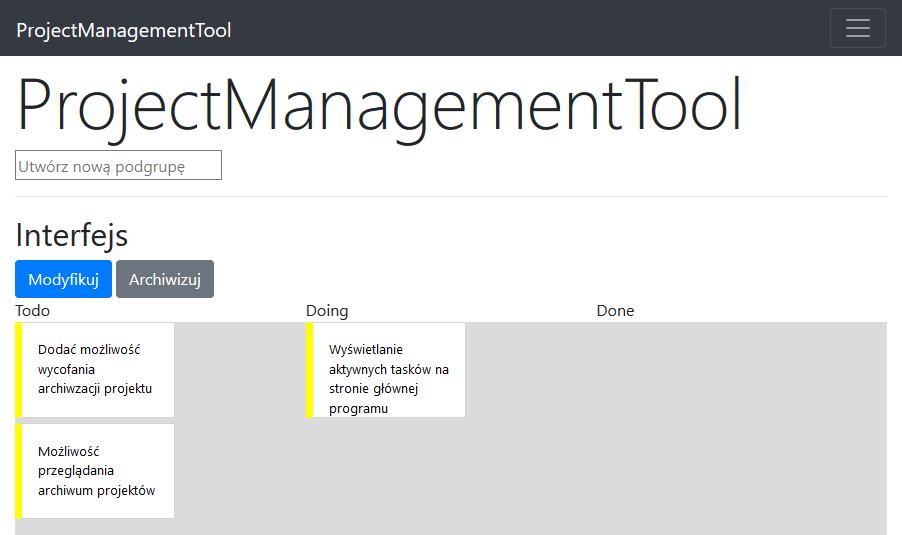 ProjectManagementTool
ProjectManagementTool
Utwórz nową podgrupę
Interfejs
Modyfikuj Archiwizuj
Todo Doing Done
Dodać możliwość
wycofania
archiwzacji projektu
Wyświetlanie
aktywnych tasków na
stronie głównej
programu
Możliwość
przeglądania
archiwum projektów